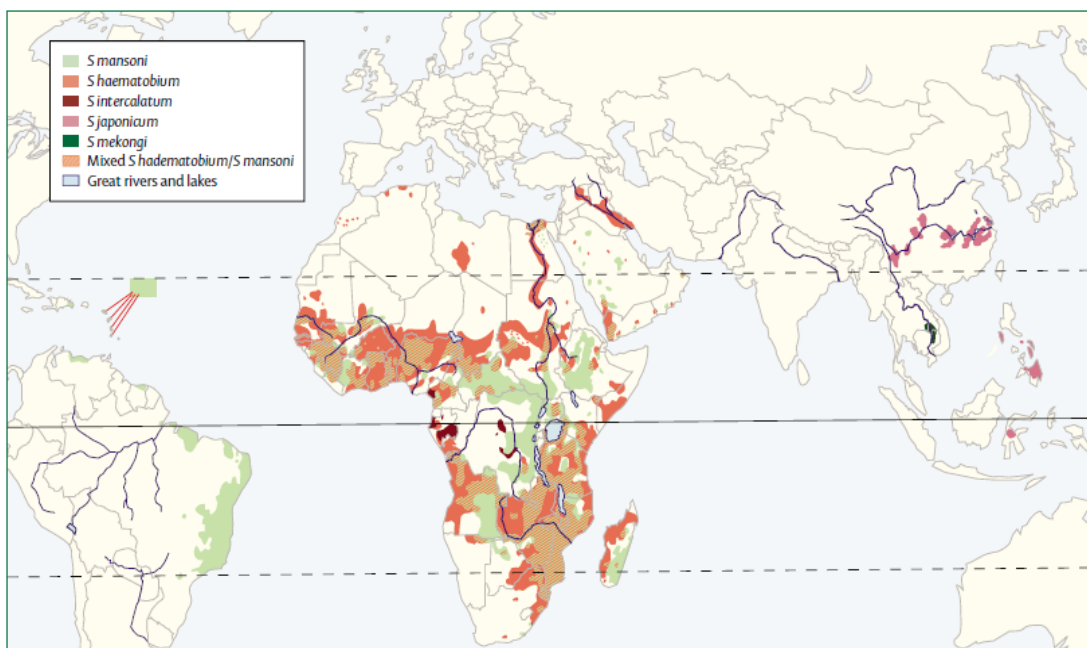 S mansoni
S haematobium
S intercalatum
S japonicum
S mekongi
Mixed S hadematobium/S mansoni
Great rivers and lakes